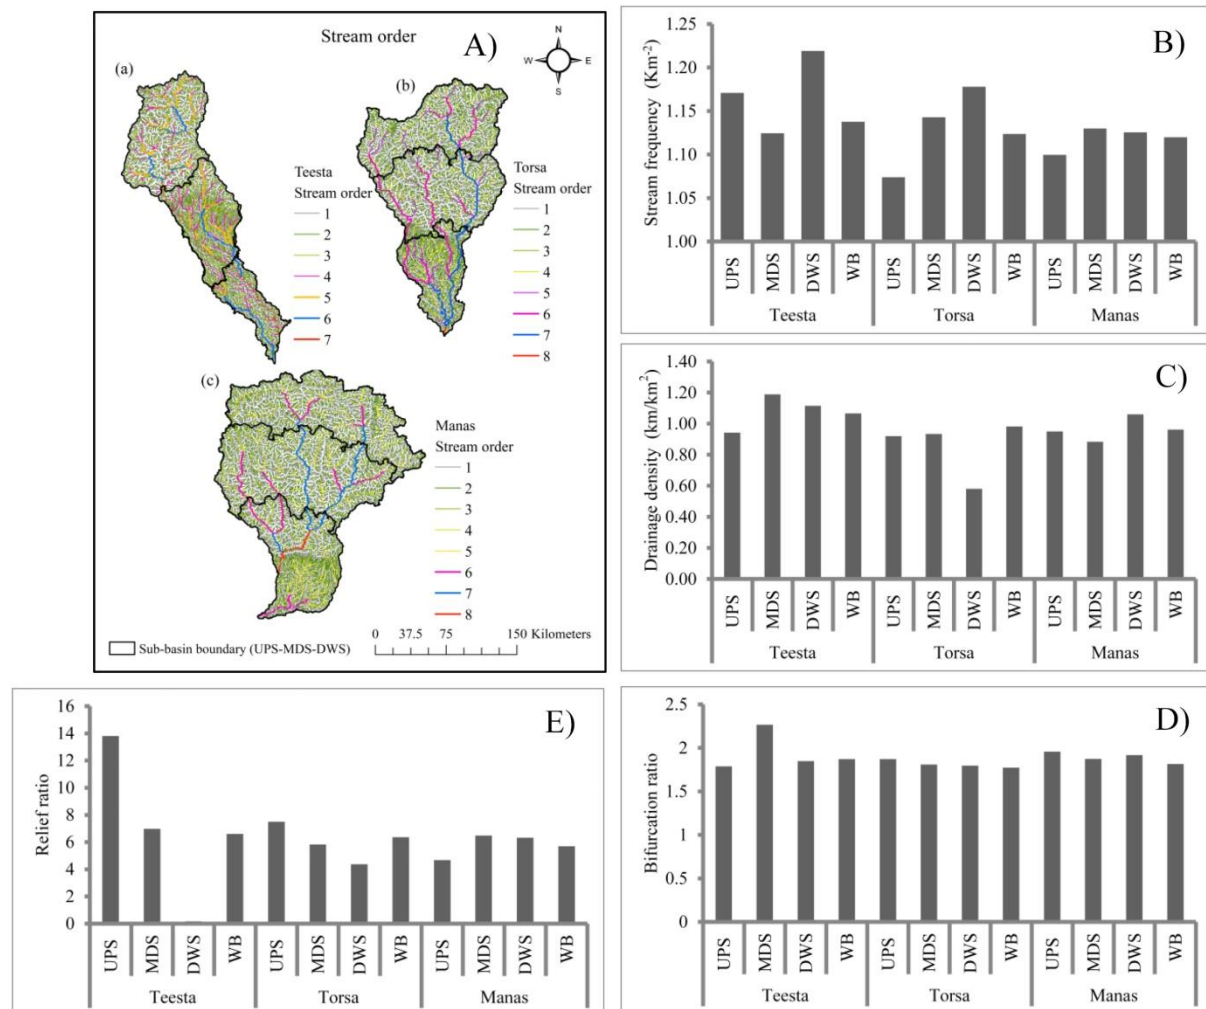 Stream order
A)
N
W
E
S
(a)
(b)
Teesta
Stream order
1
2
3
4
5
6
7
Torsa
Stream order
1
2
3
4
5
6
7
8
(c)
Manas
Stream order
1
2
3
4
5
6
7
8
0 37.5 75 150 Kilometers
Sub-basin boundary (UPS-MDS-DWS)
B)
Stream frequency (Km-2)
1.25
1.20
1.15
1.10
1.05
1.00
UPS MDS DWS WB UPS MDS DWS WB UPS MDS DWS WB
Teesta Torsa Manas
C)
Drainage density (km/km²)
1.40
1.20
1.00
0.80
0.60
0.40
0.20
0.00
UPS MDS DWS WB UPS MDS DWS WB UPS MDS DWS WB
Teesta Torsa Manas
E)
Relief ratio
16
14
12
10
8
6
4
2
0
UPS MDS DWS WB UPS MDS DWS WB UPS MDS DWS WB
Teesta Torsa Manas
D)
Bifurcation ratio
2.5
2
1.5
1
0.5
0
UPS MDS DWS WB UPS MDS DWS WB UPS MDS DWS WB
Teesta Torsa Manas